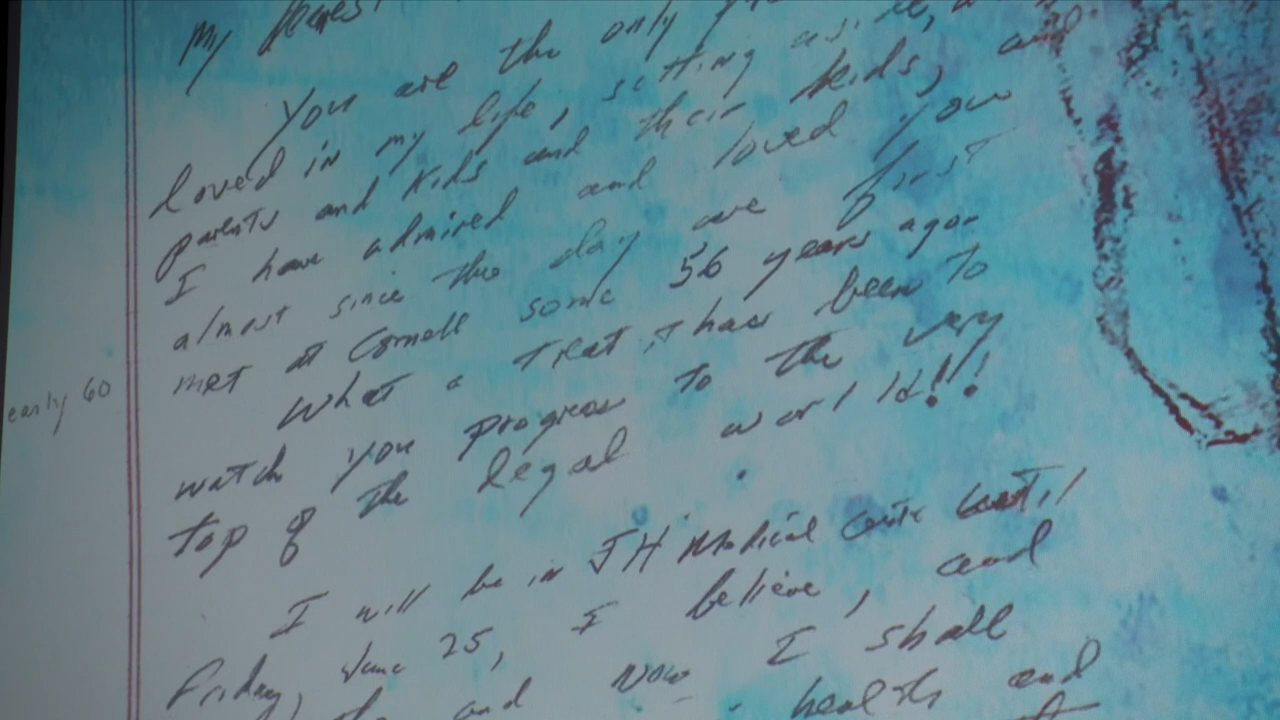 My Dearest
You are the only
loved in my life, setting aside,
parents and kids and their kids, and
I have admired and loved you
almost since the day we first
met at Cornell some 56 years ago.
What a treat it has been to
watch you progress to the very
top of the legal world!!
early 60
I will be in JH Medical Center until
Friday, June 25, I believe, and
the and now I shall
health and